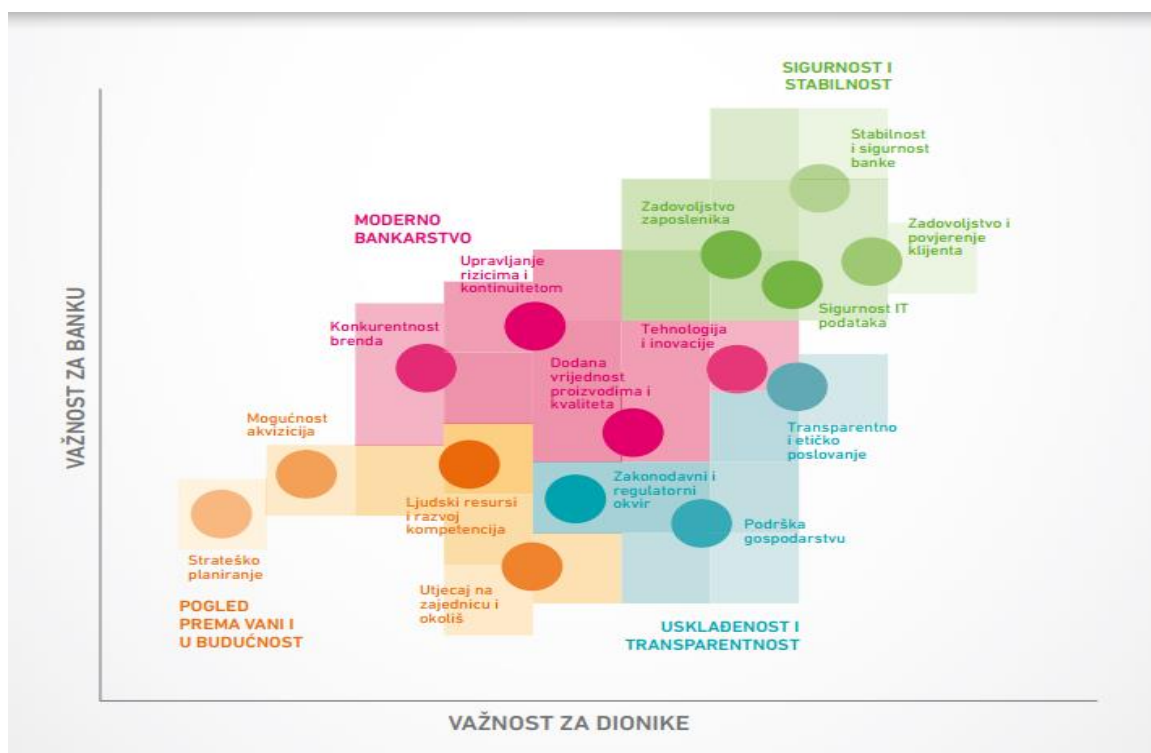 SIGURNOST I
STABILNOST
Stabilnost
i sigurnost
banke
Zadovoljstvo
zaposlenika
Zadovoljstvo i
povjerenje
klijenta
Sigurnost IT
podataka
MODERNO
BANKARSTVO
Upravljanje
rizicima i
kontinuitetom
Konkurentnost
brenda
Tehnologija
i inovacije
Dodana
vrijednost
proizvodima i
kvaliteta
Mogućnost
akvizicija
Transparentno
i etičko
poslovanje
Ljudski resursi
i razvoj
kompetencija
Zakonodavni i
regulatorni
okvir
Podrška
gospodarstvu
Strateško
planiranje
Utjecaj na
zajednicu i
okoliš
POGLED
PREMA VANI I
U BUDUĆNOST
USKLAĐENOST I
TRANSPARENTNOST
VAŽNOST ZA BANKU
VAŽNOST ZA DIONIKE